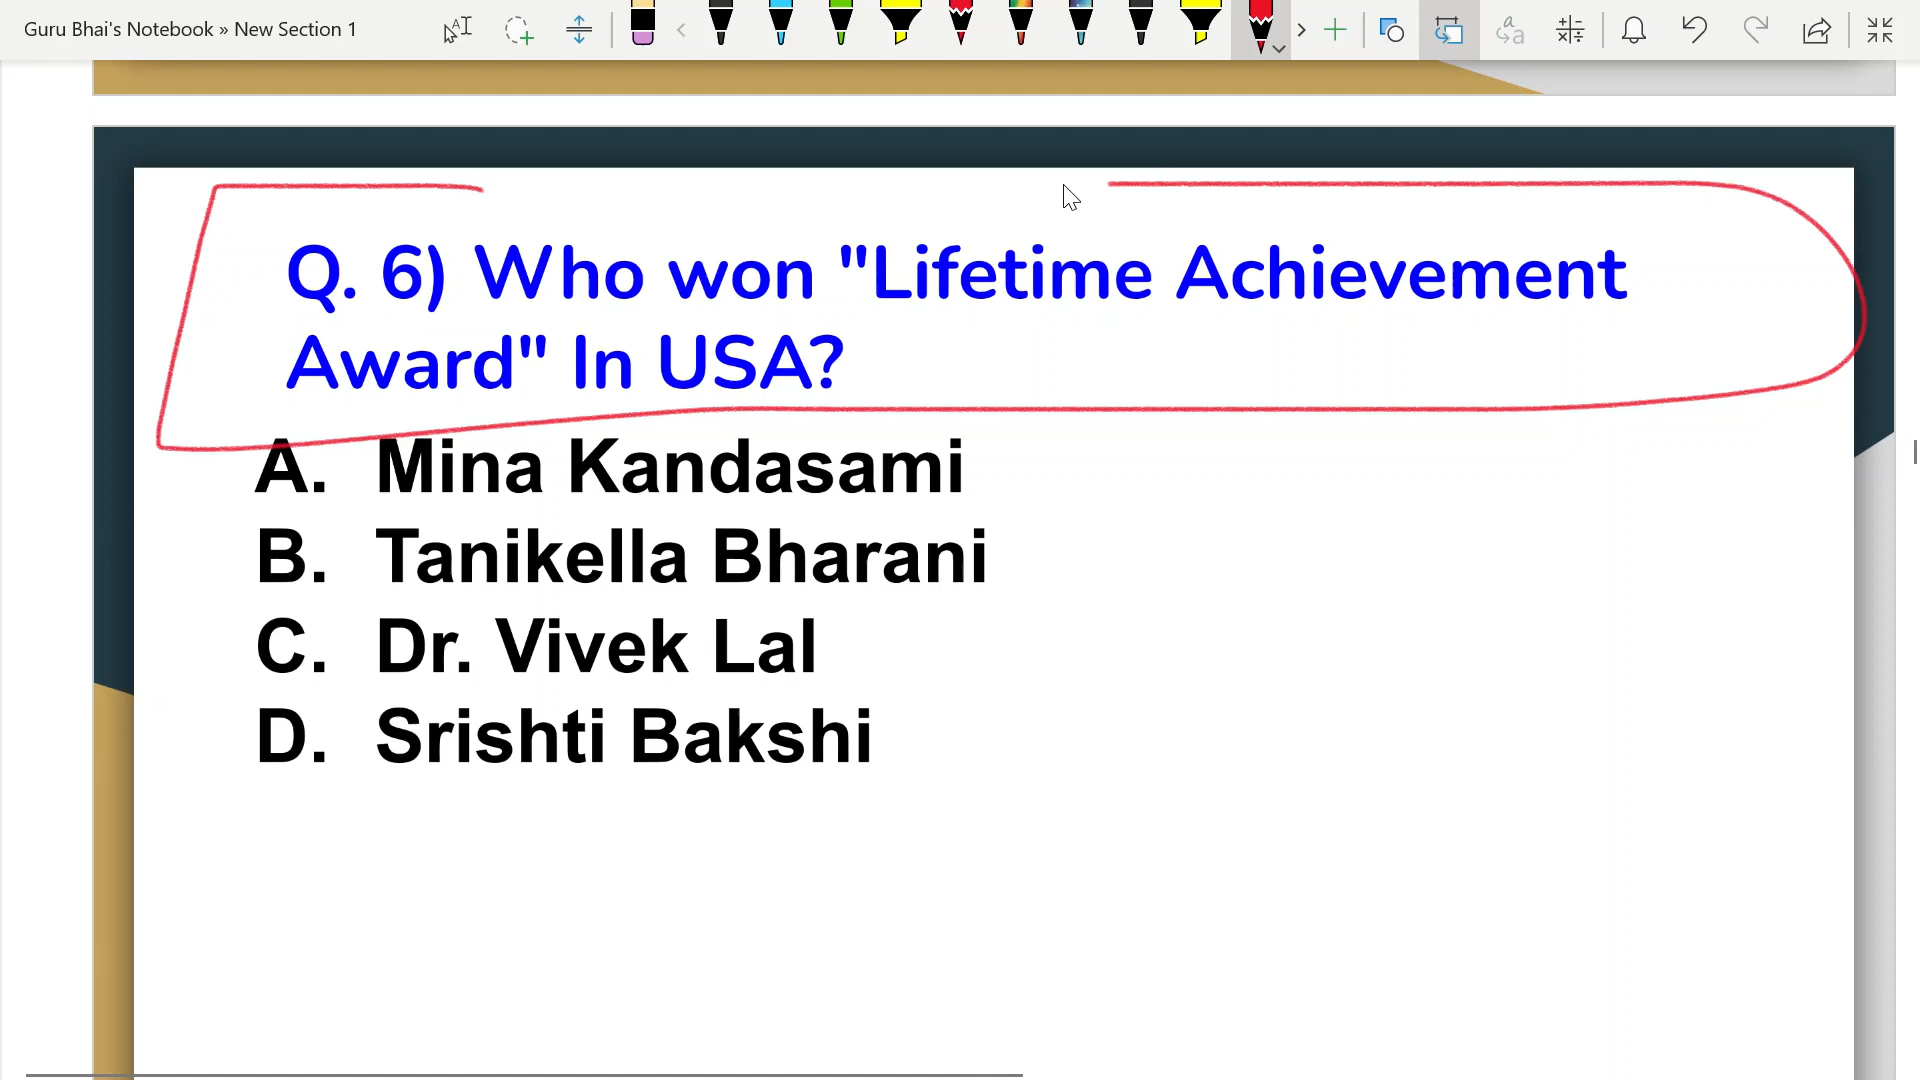 Guru Bhai's Notebook » New Section 1
Q. 6) Who won "Lifetime Achievement
Award" In USA?
A. Mina Kandasami
B. Tanikella Bharani
C. Dr. Vivek Lal
D. Srishti Bakshi